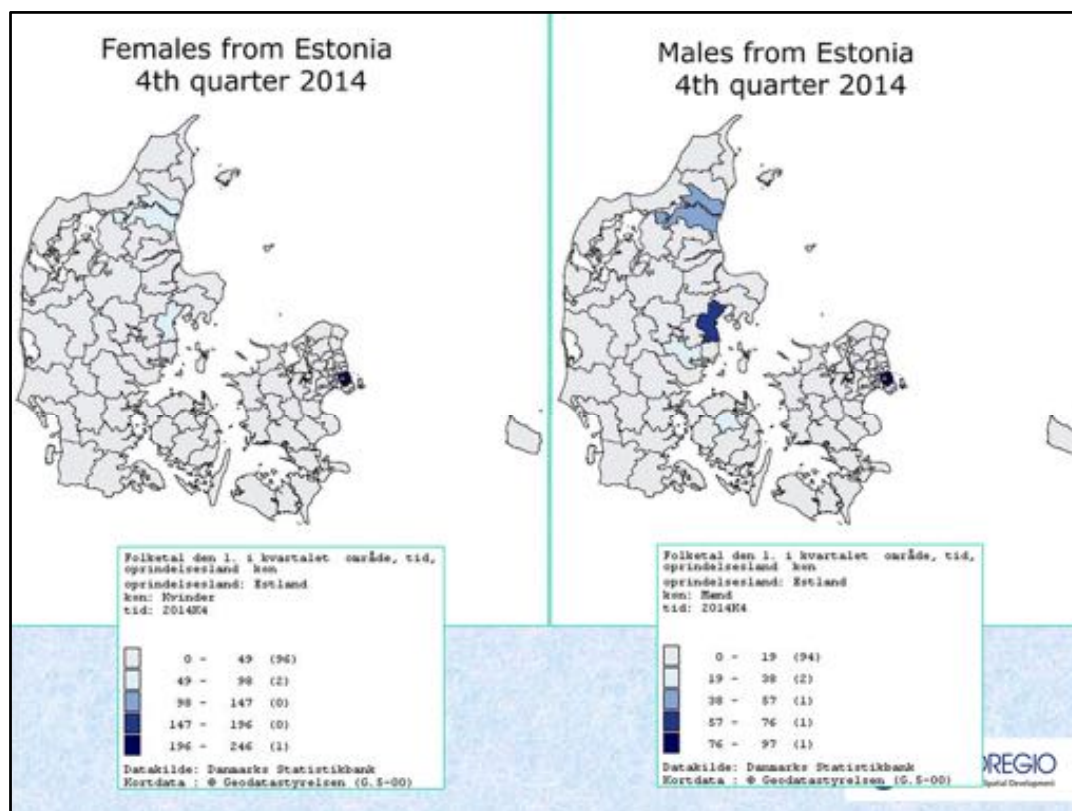 Females from Estonia
4th quarter 2014
Folketal den 1. i kvartalet område, tid,
oprindelsesland køn
oprindelsesland: Estland
køn: Kvinder
tid: 2014K4
0 - 49 (96)
49 - 98 (2)
98 - 147 (0)
147 - 196 (0)
196 - 246 (1)
Datakilde: Danmarks Statistikbank
Kortdata : © Geodatastyrelsen (G.5-00)
Males from Estonia
4th quarter 2014
Folketal den 1. i kvartalet område, tid,
oprindelsesland køn
oprindelsesland: Estland
køn: Mænd
tid: 2014K4
0 - 19 (94)
19 - 38 (2)
38 - 57 (1)
57 - 76 (1)
76 - 97 (1)
Datakilde: Danmarks Statistikbank
Kortdata : © Geodatastyrelsen (G.5-00)
OREGIO
Spatial Development